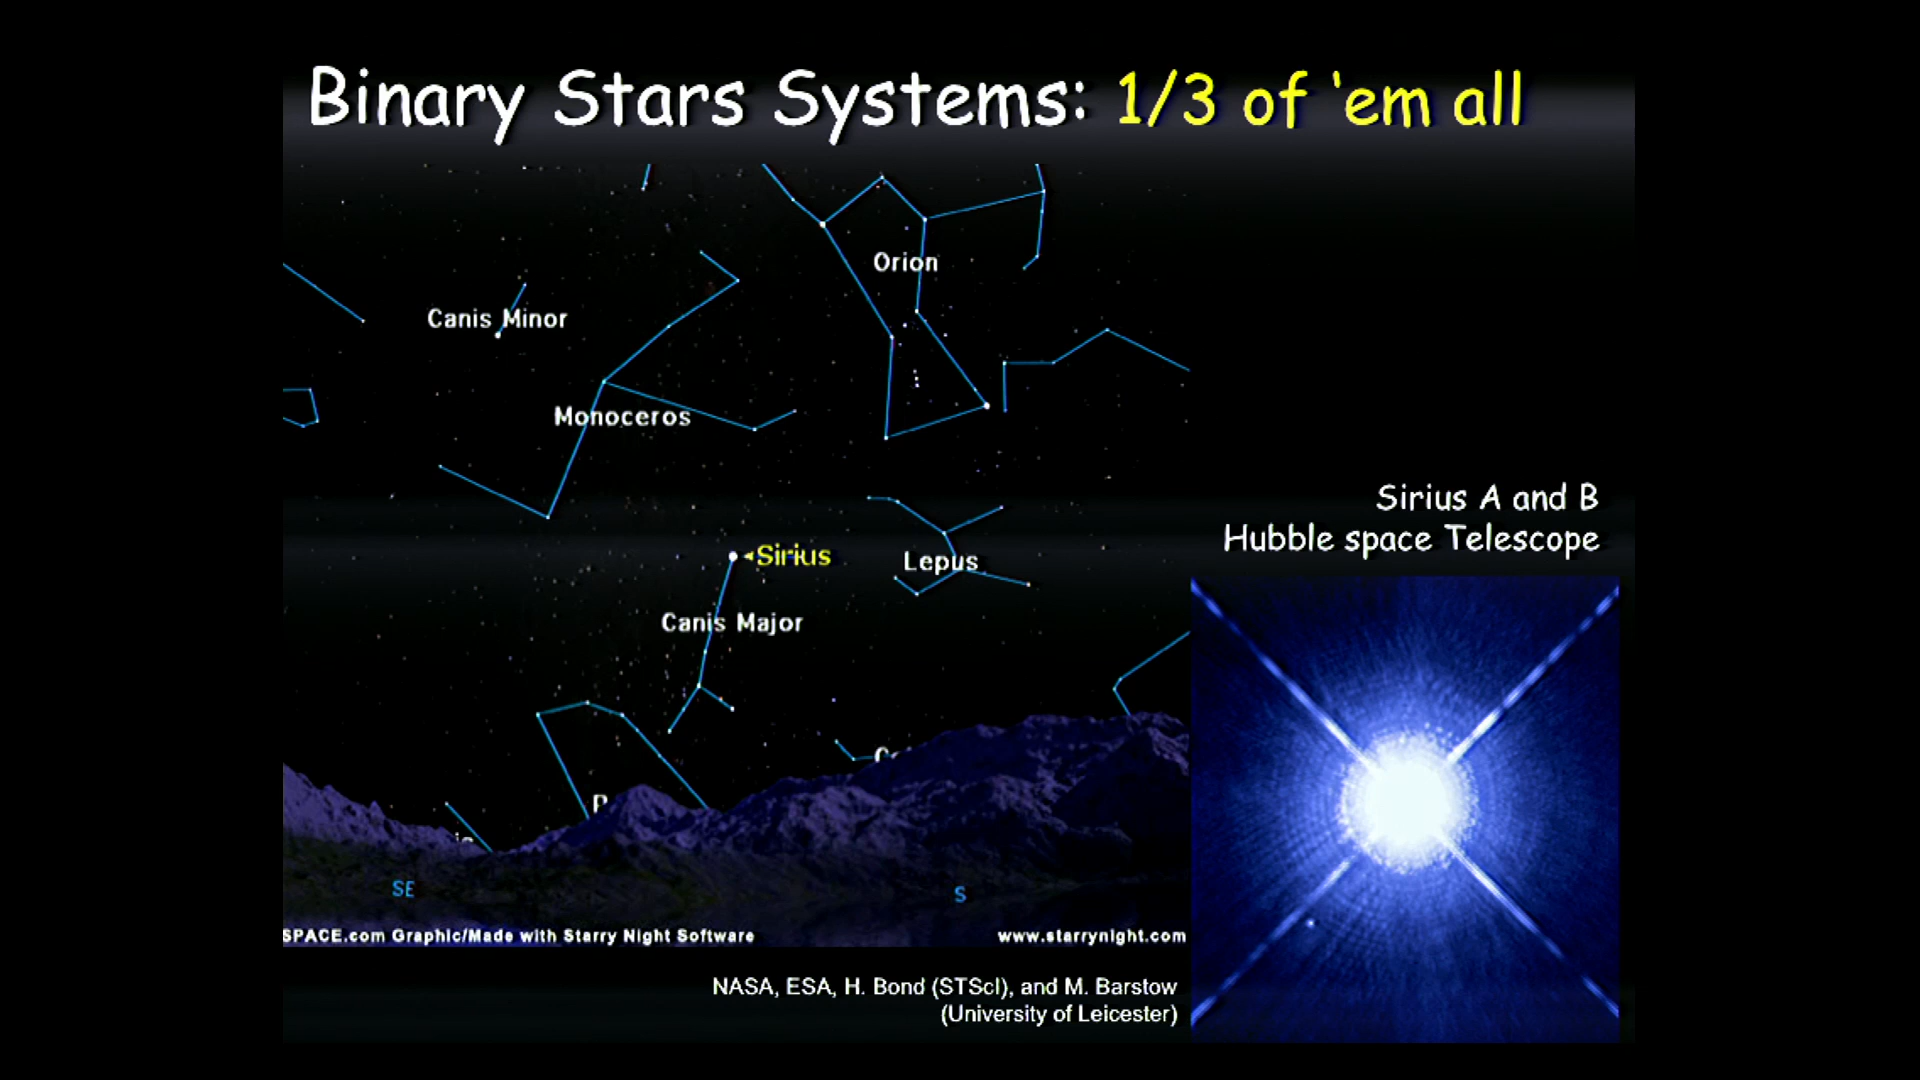 Binary Stars Systems: 1/3 of ‘em all
Orion
Canis Minor
Monoceros
Sirius A and B
Hubble space Telescope
Sirius
Lepus
Canis Major
SE
S
SPACE.com Graphic/Made with Starry Night Software
www.starrynight.com
NASA, ESA, H. Bond (STScI), and M. Barstow
(University of Leicester)